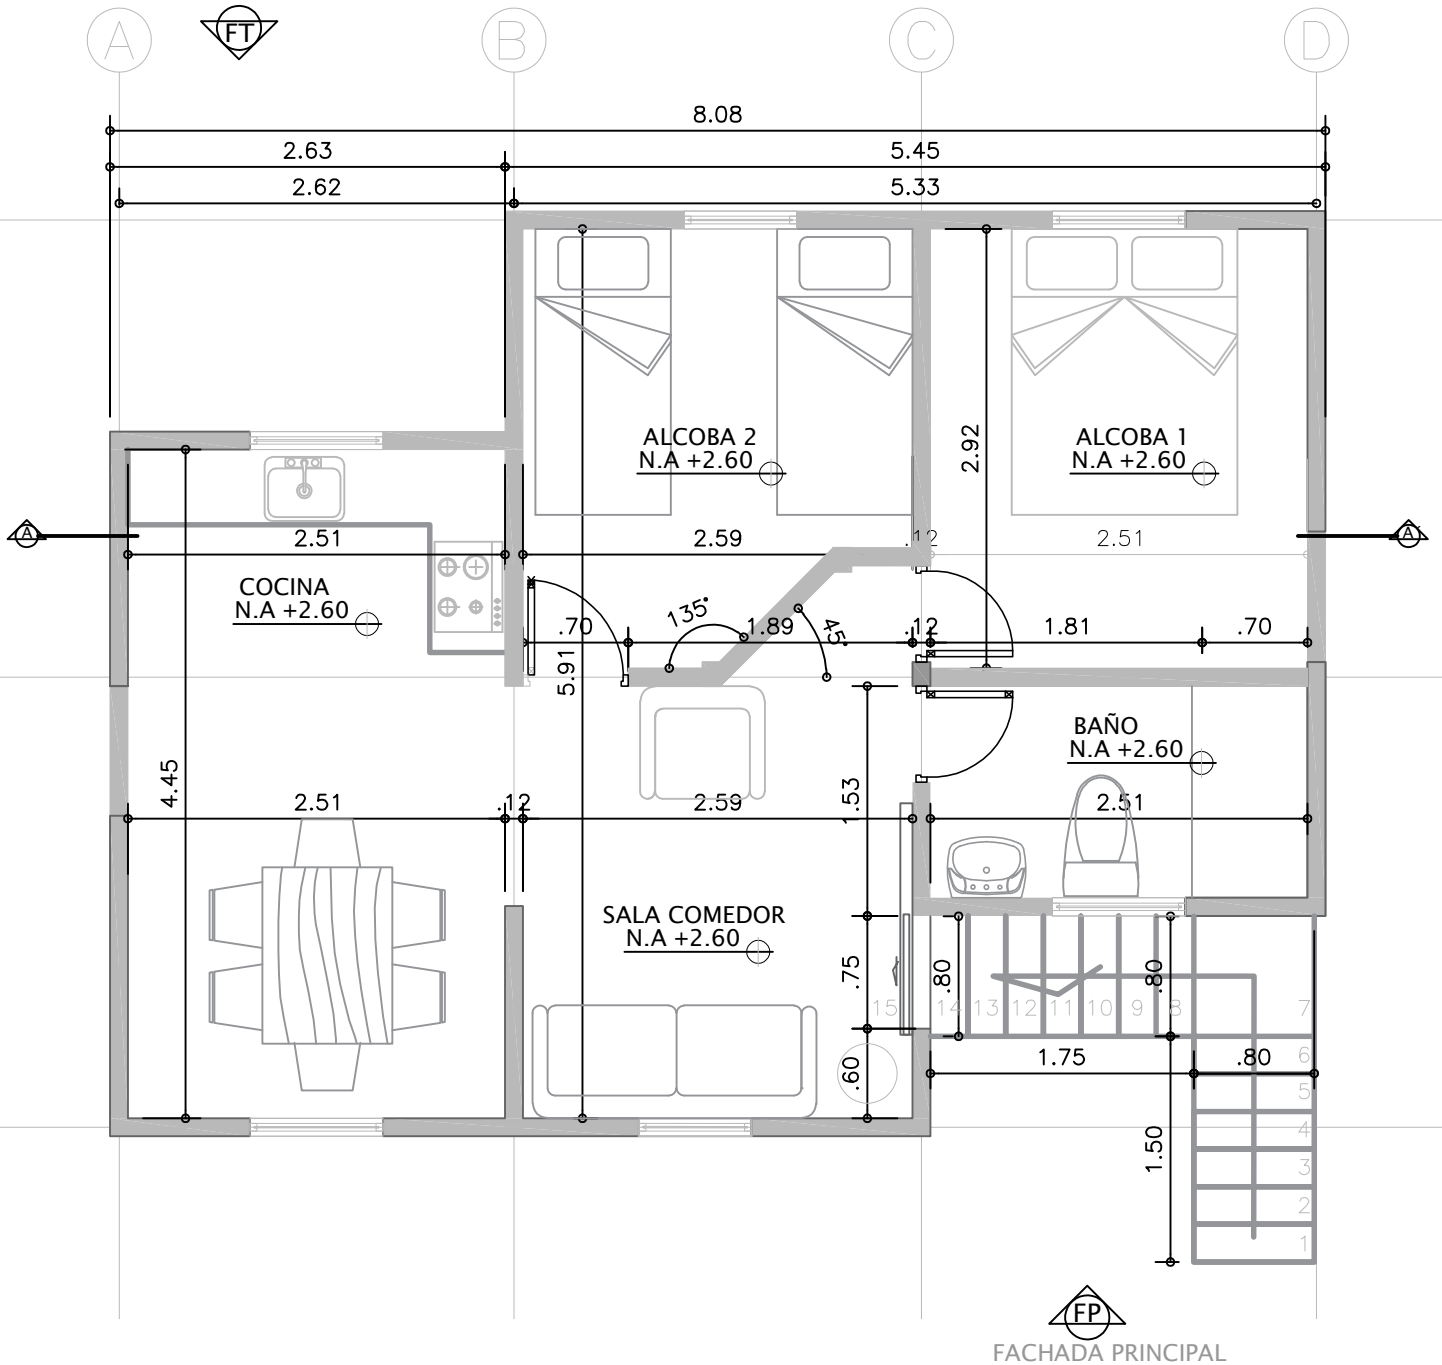 A
FT
B
C
D
8.08
2.63
5.45
2.62
5.33
ALCOBA 2
N.A +2.60
ALCOBA 1
N.A +2.60
2.92
A
2.51
2.59
.12
2.51
A
COCINA
N.A +2.60
.70
135°
1.89
45°
.12
1.81
.70
5.91
BAÑO
N.A +2.60
4.45
2.51
.12
2.59
1.53
2.51
SALA COMEDOR
N.A +2.60
.75
.80
.80
15
14
13
12
11
10
9
8
7
.60
1.75
.80
6
5
4
3
2
1
1.50
FP
FACHADA PRINCIPAL